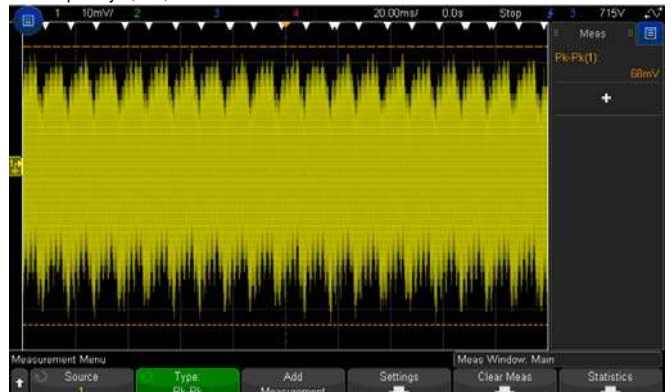 1 10mV/ 2 3 4 20.00ms/ 0.0s Stop 3 715V
Meas
Pk-Pk(1):
68mV
+
Measurement Menu Meas Window: Main
Source Type: Add Settings Clear Meas Statistics
1 Pk-Pk Measurement